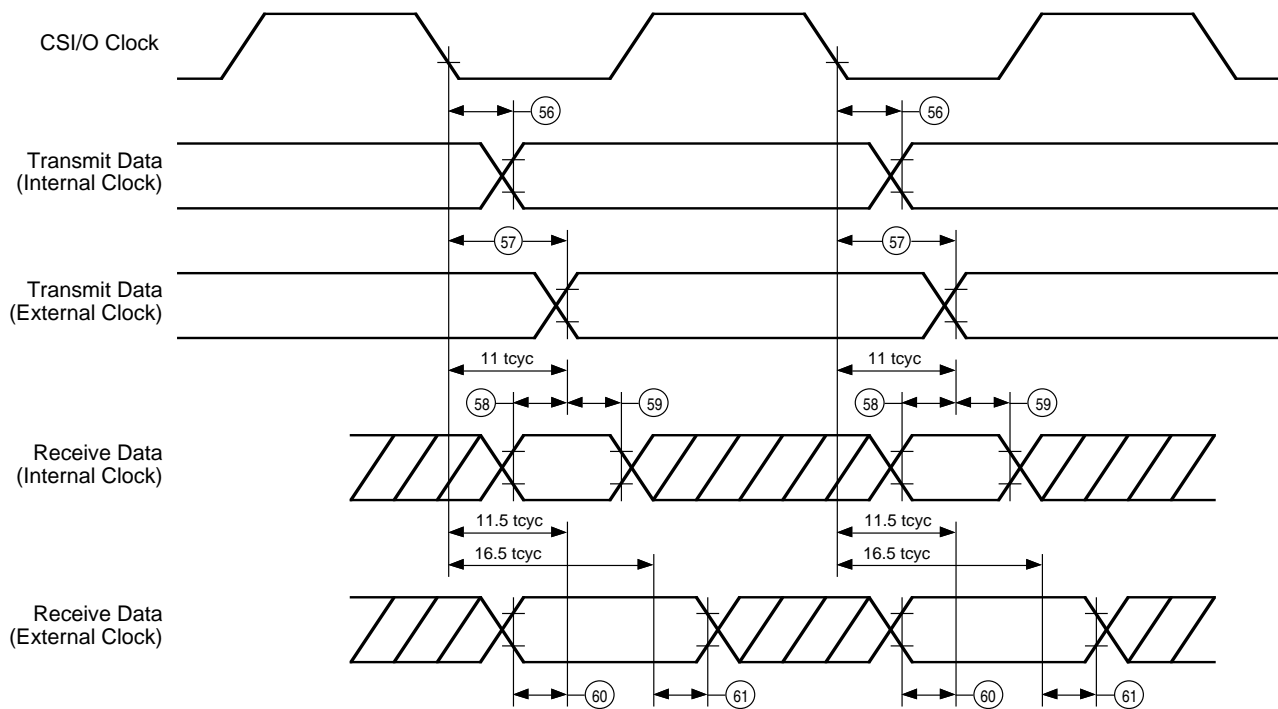 CSI/O Clock
56
56
Transmit Data
(Internal Clock)
57
57
Transmit Data
(External Clock)
11 tcyc
11 tcyc
58
59
58
59
Receive Data
(Internal Clock)
11.5 tcyc
11.5 tcyc
16.5 tcyc
16.5 tcyc
Receive Data
(External Clock)
60
61
60
61